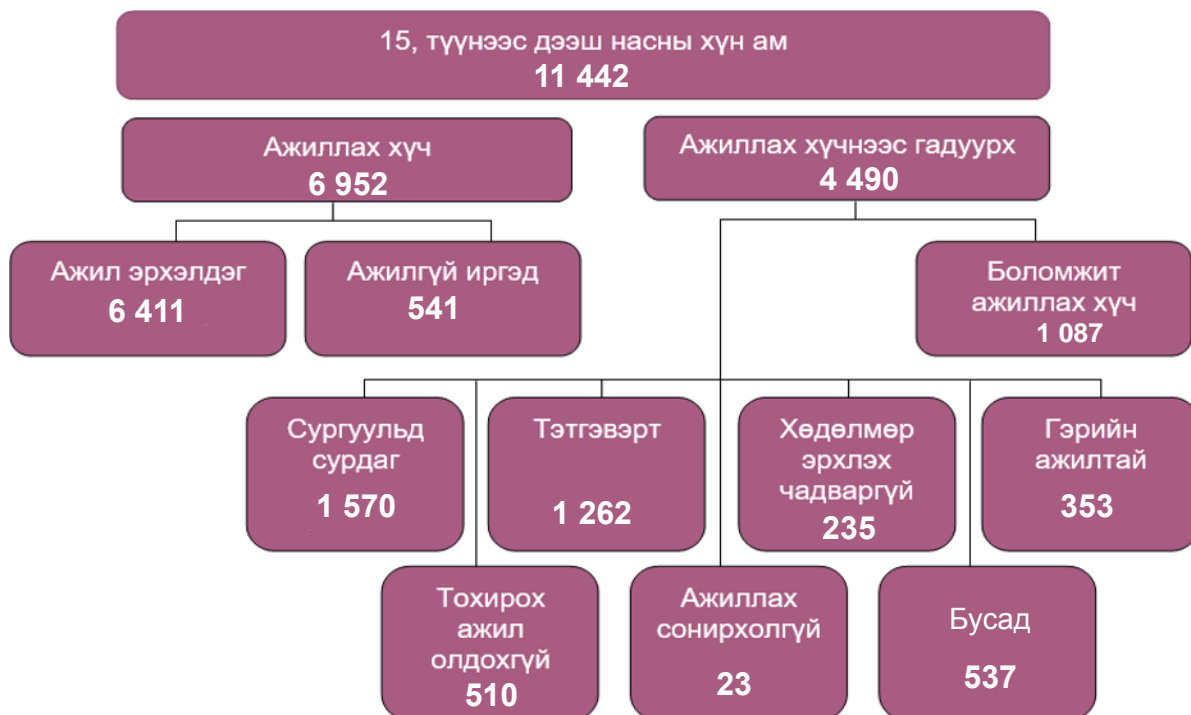 15, түүнээс дээш насны хүн ам
11 442
Ажиллах хүч
6 952
Ажиллах хүчнээс гадуурх
4 490
Ажил эрхэлдэг
6 411
Ажилгүй иргэд
541
Боломжит
ажиллах хүч
1 087
Сургуульд
сурдаг
1 570
Тэтгэвэрт
1 262
Хөдөлмөр
эрхлэх
чадваргүй
235
Гэрийн
ажилтай
353
Тохирох
ажил
олдохгүй
510
Ажиллах
сонирхолгүй
23
Бусад
537